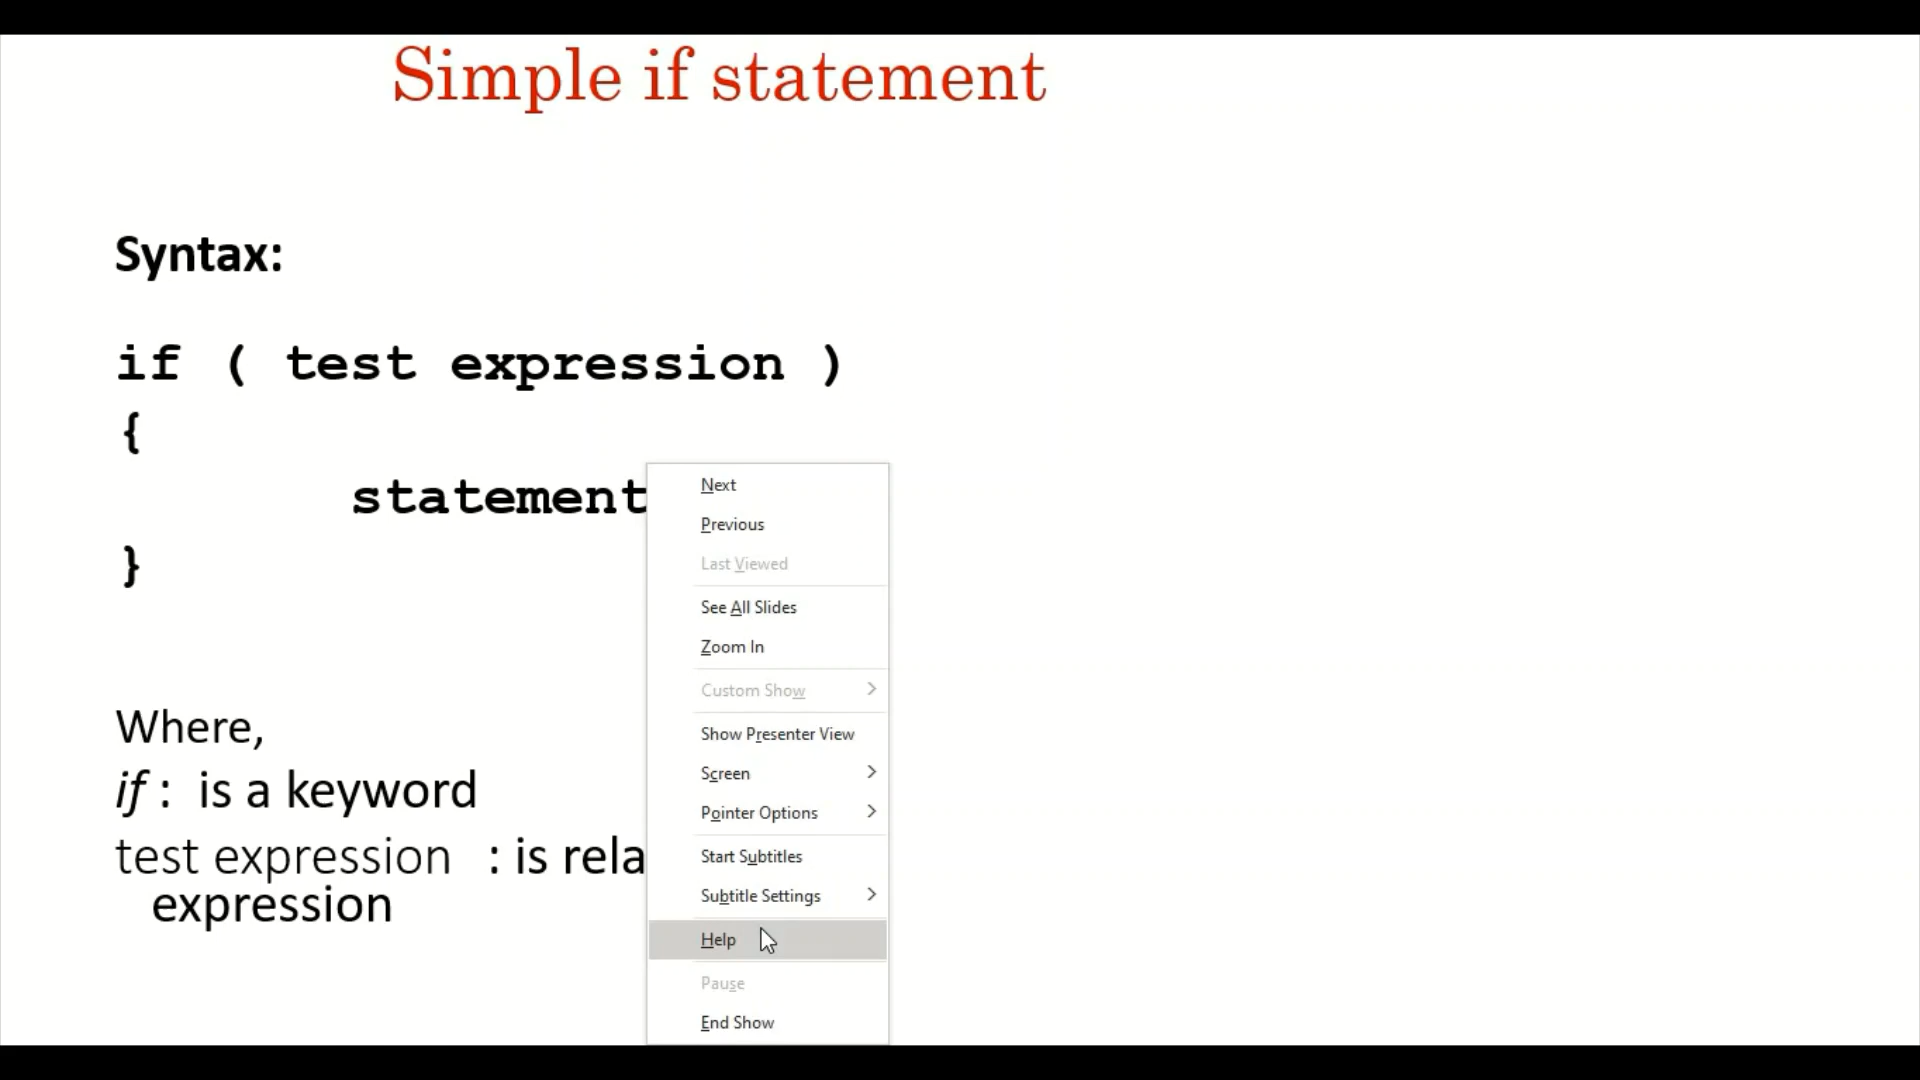 Simple if statement
Syntax:
if ( test expression )
{
statement
}
Where,
if : is a keyword
test expression : is rela
expression
Next
Previous
Last Viewed
See All Slides
Zoom In
Custom Show
Show Presenter View
Screen
Pointer Options
Start Subtitles
Subtitle Settings
Help
Pause
End Show